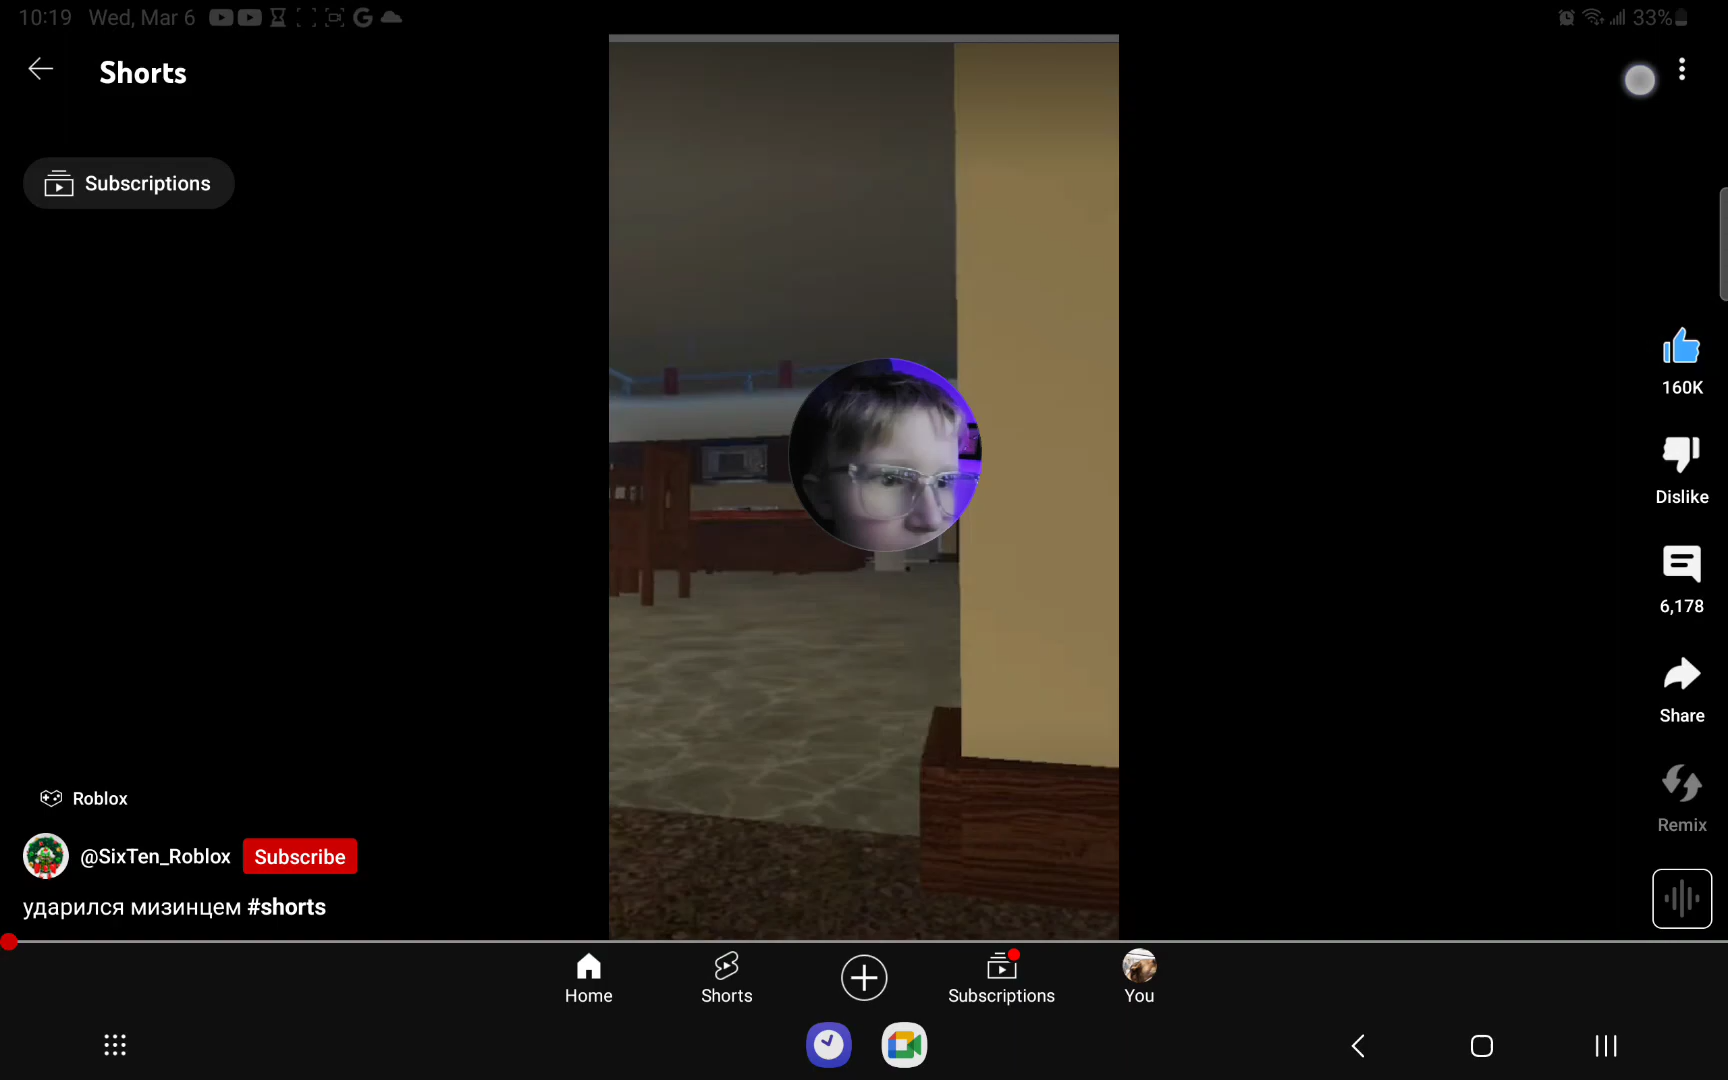 10:19 Wed, Mar 6
33%
Shorts
Subscriptions
160K
Dislike
6,178
Share
Remix
Roblox
@SixTen_Roblox Subscribe
ударился мизинцем #shorts
Home Shorts Subscriptions You